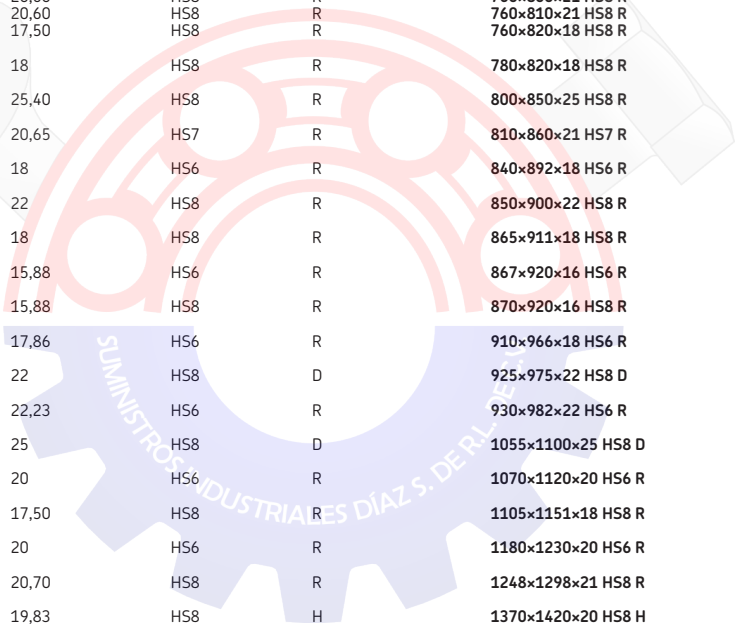 20,60 HS8 R 760×810×21 HS8 R
17,50 HS8 R 760×820×18 HS8 R
18 HS8 R 780×820×18 HS8 R
25,40 HS8 R 800×850×25 HS8 R
20,65 HS7 R 810×860×21 HS7 R
18 HS6 R 840×892×18 HS6 R
22 HS8 R 850×900×22 HS8 R
18 HS8 R 865×911×18 HS8 R
15,88 HS6 R 867×920×16 HS6 R
15,88 HS8 R 870×920×16 HS8 R
17,86 HS6 R 910×966×18 HS6 R
22 HS8 D 925×975×22 HS8 D
22,23 HS6 R 930×982×22 HS6 R
25 HS8 D 1055×1100×25 HS8 D
20 HS6 R 1070×1120×20 HS6 R
17,50 HS8 R 1105×1151×18 HS8 R
20 HS6 R 1180×1230×20 HS6 R
20,70 HS8 R 1248×1298×21 HS8 R
19,83 HS8 H 1370×1420×20 HS8 H
SUMINISTROS INDUSTRIALES DÍAZ S. DE R.L. DE C.V.